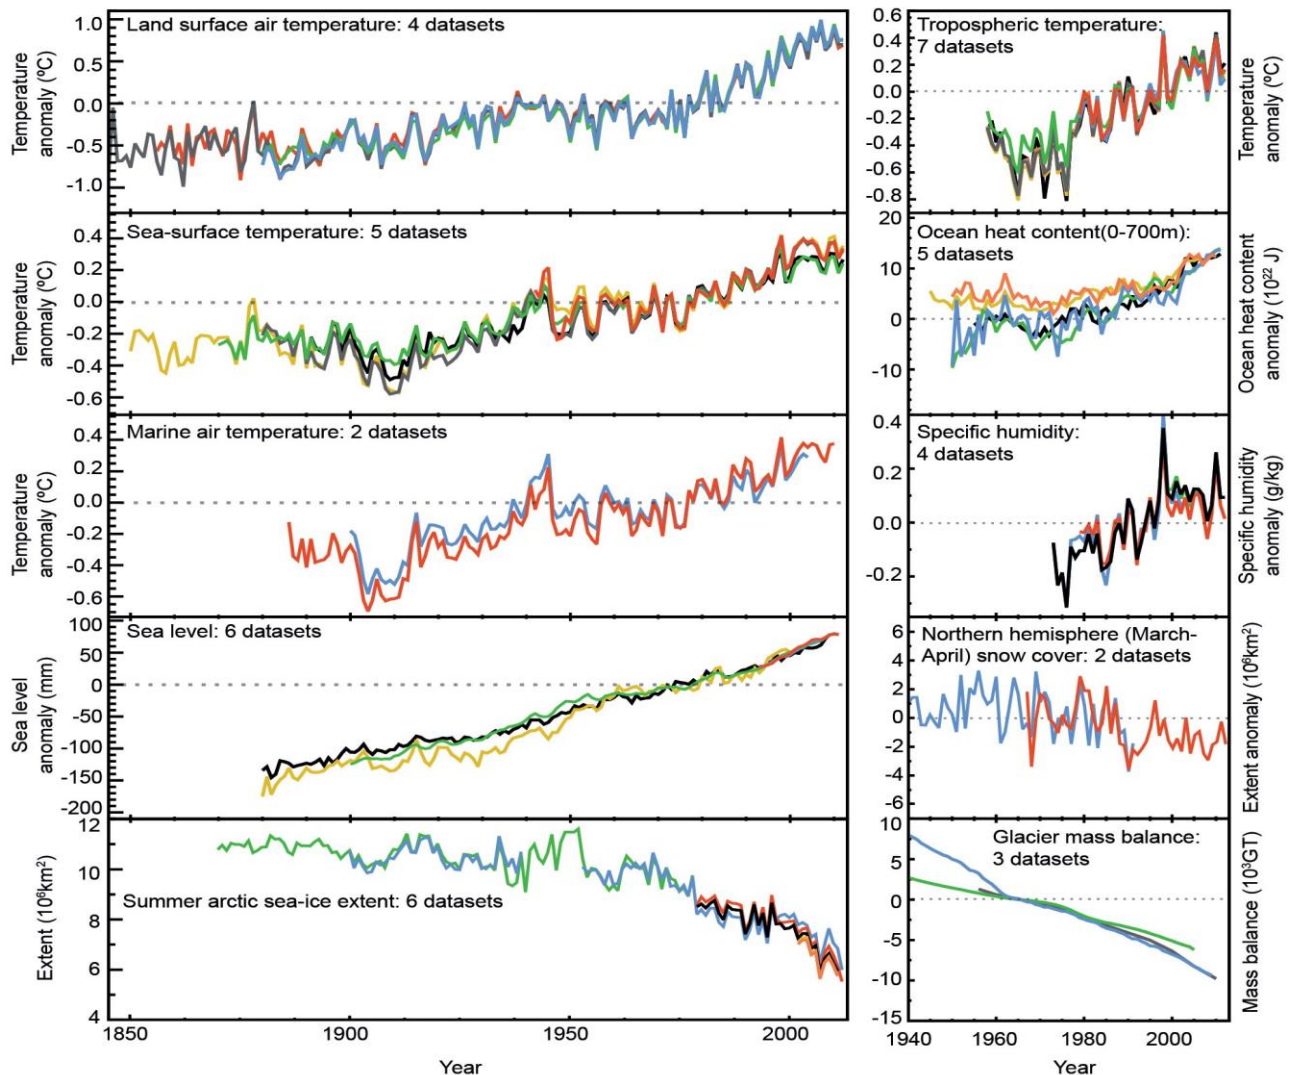 Land surface air temperature: 4 datasets
1.0
0.5
0.0
-0.5
-1.0
Temperature
anomaly (ºC)
Sea-surface temperature: 5 datasets
0.4
0.2
0.0
-0.2
-0.4
-0.6
Temperature
anomaly (ºC)
Marine air temperature: 2 datasets
0.4
0.2
0.0
-0.2
-0.4
-0.6
Temperature
anomaly (ºC)
Sea level: 6 datasets
100
50
0
-50
-100
-150
-200
Sea level
anomaly (mm)
12
10
8
6
4
Summer arctic sea-ice extent: 6 datasets
Extent (10⁶km²)
1850
1900
1950
2000
Year
Tropospheric temperature:
7 datasets
0.6
0.4
0.2
0.0
-0.2
-0.4
-0.6
-0.8
Temperature
anomaly (ºC)
Ocean heat content(0-700m):
5 datasets
20
10
0
-10
Ocean heat content
anomaly (10²² J)
Specific humidity:
4 datasets
0.4
0.2
0.0
-0.2
Specific humidity
anomaly (g/kg)
Northern hemisphere (March-
April) snow cover: 2 datasets
6
4
2
0
-2
-4
-6
Extent anomaly (10⁶km²)
Glacier mass balance:
3 datasets
10
5
0
-5
-10
-15
Mass balance (10³GT)
1940
1960
1980
2000
Year